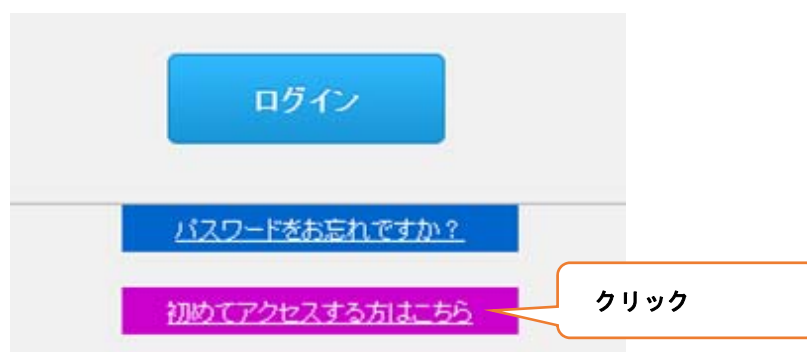 ログイン
パスワードをお忘れですか？
初めてアクセスする方はこちら
クリック